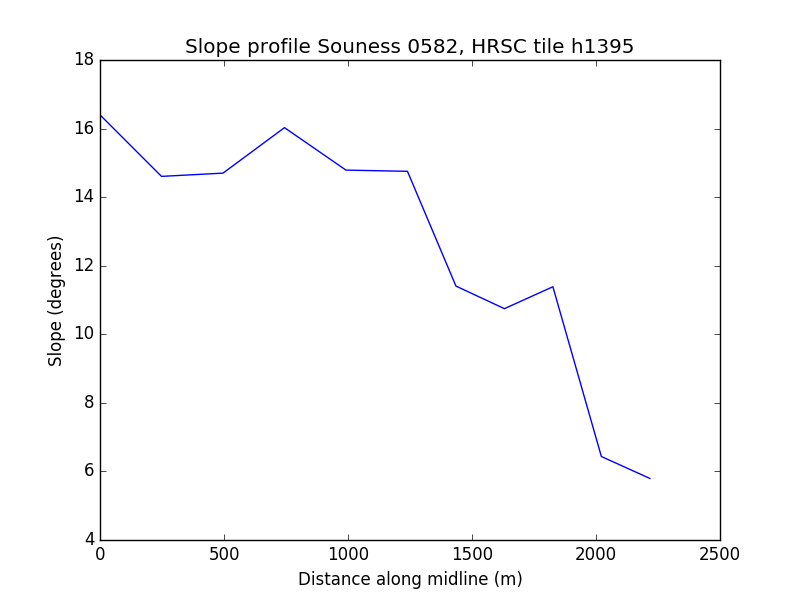 Slope profile Souness 0582, HRSC tile h1395
18
16
14
12
10
8
6
4
Slope (degrees)
0 500 1000 1500 2000 2500
Distance along midline (m)